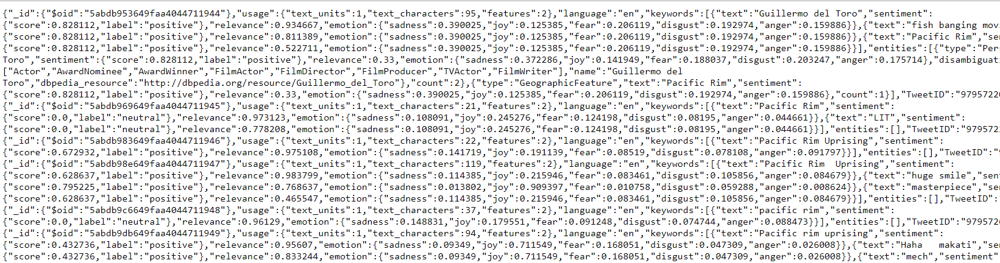 {"_id":{"$oid":"5abdb953649faa4044711944"},"usage":{"text_units":1,"text_characters":95,"features":2},"language":"en","keywords":[{"text":"Guillermo del Toro","sentiment":
{"score":0.828112,"label":"positive"},"relevance":0.934667,"emotion":{"sadness":0.390025,"joy":0.125385,"fear":0.206119,"disgust":0.192974,"anger":0.159886}},{"text":"fish banging
{"score":0.828112,"label":"positive"},"relevance":0.811389,"emotion":{"sadness":0.390025,"joy":0.125385,"fear":0.206119,"disgust":0.192974,"anger":0.159886}},{"text":"Pacific Rim",
{"score":0.828112,"label":"positive"},"relevance":0.522711,"emotion":{"sadness":0.390025,"joy":0.125385,"fear":0.206119,"disgust":0.192974,"anger":0.159886}}],"entities":[{"type":"Per
Toro","sentiment":{"score":0.828112,"label":"positive"},"relevance":0.33,"emotion":{"sadness":0.372286,"joy":0.141949,"fear":0.188037,"disgust":0.203247,"anger":0.175714},"disambiguati
["Actor","AwardNominee","AwardWinner","FilmActor","FilmDirector","FilmProducer","TVActor","FilmWriter"],"name":"Guillermo del
Toro","dbpedia_resource":"http://dbpedia.org/resource/Guillermo_del_Toro"},"count":2},{"type":"GeographicFeature","text":"Pacific Rim","sentiment":
{"score":0.828112,"label":"positive"},"relevance":0.33,"emotion":{"sadness":0.390025,"joy":0.125385,"fear":0.206119,"disgust":0.192974,"anger":0.159886},"count":1}],"TweetID":"9795722
{"_id":{"$oid":"5abdb969649faa4044711945"},"usage":{"text_units":1,"text_characters":21,"features":2},"language":"en","keywords":[{"text":"Pacific Rim","sentiment":
{"score":0.0,"label":"neutral"},"relevance":0.973123,"emotion":{"sadness":0.108091,"joy":0.245276,"fear":0.124198,"disgust":0.08195,"anger":0.044661}},{"text":"LIT","sentiment":
{"score":0.0,"label":"neutral"},"relevance":0.778208,"emotion":{"sadness":0.108091,"joy":0.245276,"fear":0.124198,"disgust":0.08195,"anger":0.044661}}],"entities":[],"TweetID":"979572
{"_id":{"$oid":"5abdb983649faa4044711946"},"usage":{"text_units":1,"text_characters":22,"features":2},"language":"en","keywords":[{"text":"Pacific Rim Uprising","sentiment":
{"score":0.672932,"label":"positive"},"relevance":0.975108,"emotion":{"sadness":0.141719,"joy":0.191139,"fear":0.08519,"disgust":0.078108,"anger":0.091797}}],"entities":[],"TweetID":"9
{"_id":{"$oid":"5abdb98e649faa4044711947"},"usage":{"text_units":1,"text_characters":119,"features":2},"language":"en","keywords":[{"text":"Pacific Rim  Uprising","sentiment":
{"score":0.628637,"label":"positive"},"relevance":0.983799,"emotion":{"sadness":0.114385,"joy":0.215946,"fear":0.083461,"disgust":0.105856,"anger":0.084679}},{"text":"huge smile","sent
{"score":0.795225,"label":"positive"},"relevance":0.768637,"emotion":{"sadness":0.013802,"joy":0.909397,"fear":0.010758,"disgust":0.059288,"anger":0.008624}},{"text":"masterpiece","se
{"score":0.628637,"label":"positive"},"relevance":0.465547,"emotion":{"sadness":0.114385,"joy":0.215946,"fear":0.083461,"disgust":0.105856,"anger":0.084679}}],"entities":[],"TweetID"
{"_id":{"$oid":"5abdb9c6649faa4044711948"},"usage":{"text_units":1,"text_characters":37,"features":2},"language":"en","keywords":[{"text":"pacific rim","sentiment":
{"score":0.0,"label":"neutral"},"relevance":0.96129,"emotion":{"sadness":0.148831,"joy":0.179551,"fear":0.091248,"disgust":0.074744,"anger":0.088473}}],"entities":[],"TweetID":"979572
{"_id":{"$oid":"5abdb9db649faa4044711949"},"usage":{"text_units":1,"text_characters":94,"features":2},"language":"en","keywords":[{"text":"Pacific rim uprising","sentiment":
{"score":0.432736,"label":"positive"},"relevance":0.95607,"emotion":{"sadness":0.09349,"joy":0.711549,"fear":0.168051,"disgust":0.047309,"anger":0.026008}},{"text":"Haha   makati","se
{"score":0.432736,"label":"positive"},"relevance":0.833244,"emotion":{"sadness":0.09349,"joy":0.711549,"fear":0.168051,"disgust":0.047309,"anger":0.026008}},{"text":"mech","sentiment"